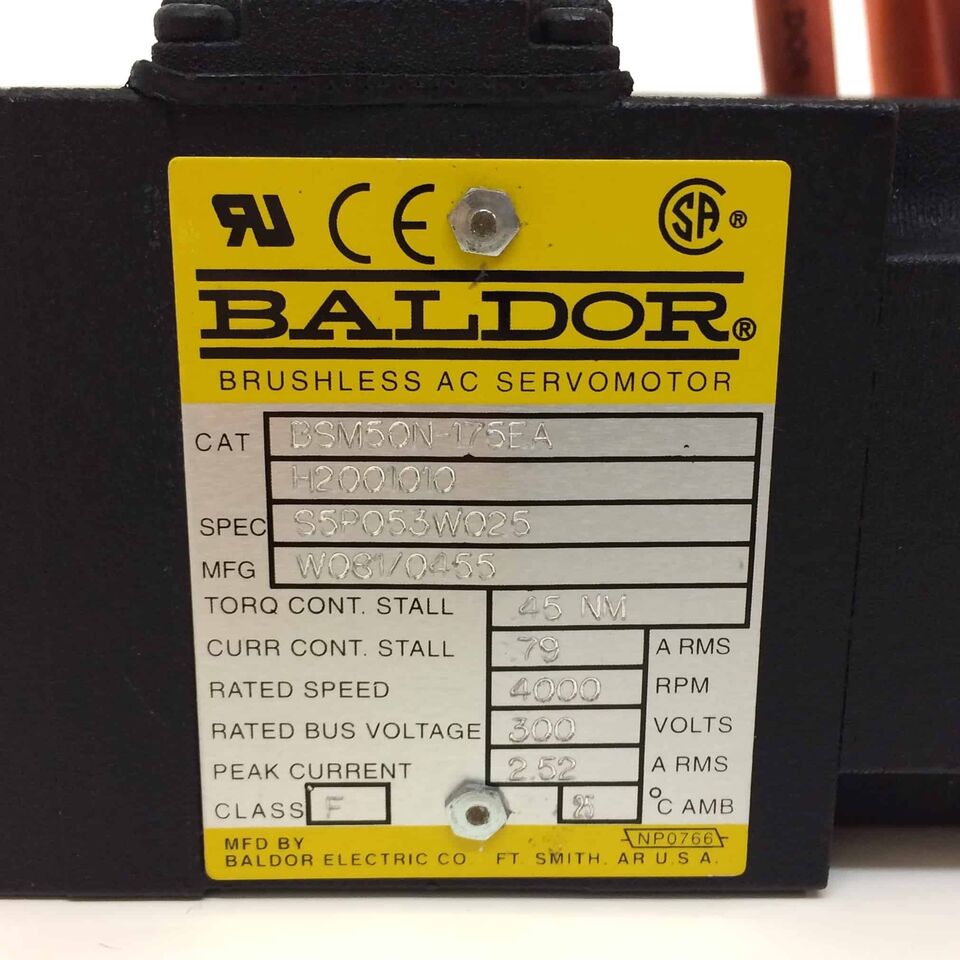 RU CE SA ®
BALDOR®
BRUSHLESS AC SERVOMOTOR
CAT BSM50N-175EA
H2001010
SPEC S5P053W025
MFG W081/0455
TORQ CONT. STALL .45 NM
CURR CONT. STALL .79 A RMS
RATED SPEED 4000 RPM
RATED BUS VOLTAGE 300 VOLTS
PEAK CURRENT 2.52 A RMS
CLASS F 25 °C AMB
MFD BY NP0766
BALDOR ELECTRIC CO FT. SMITH, AR U.S.A.